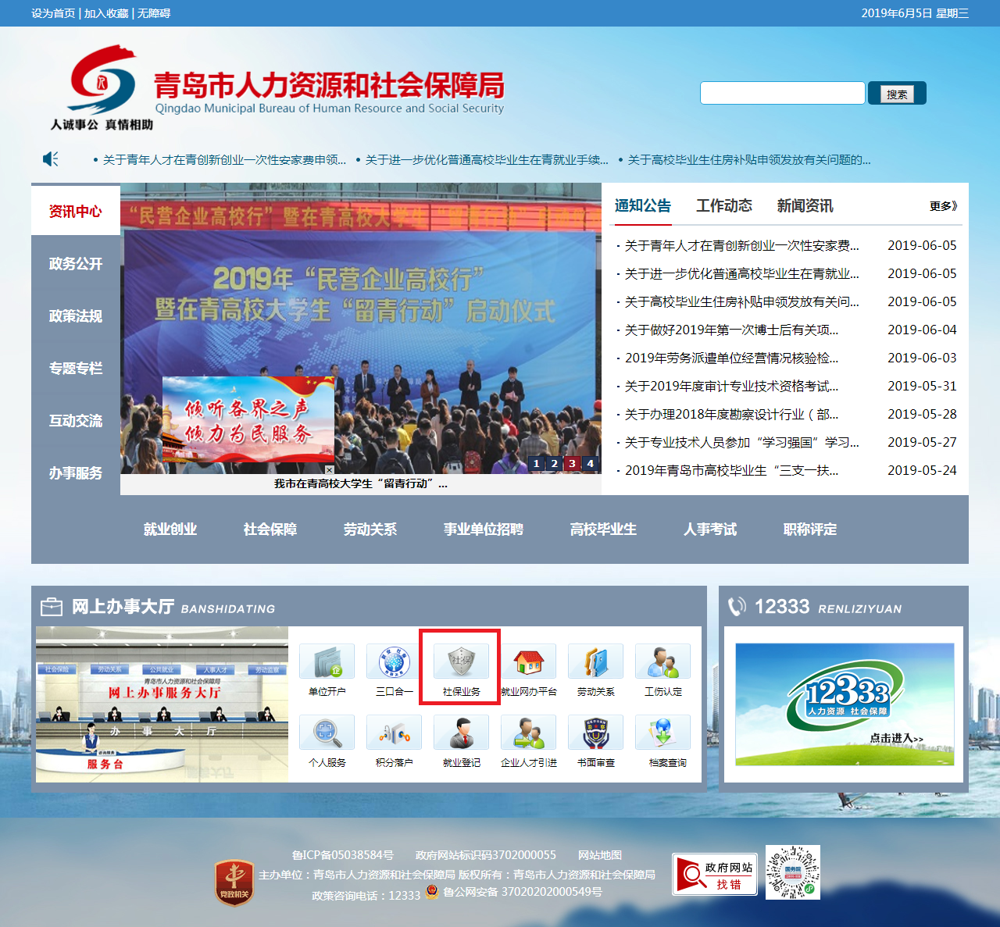 设为首页 | 加入收藏 | 无障碍
2019年6月5日 星期三
人诚事公 真情相助
青岛市人力资源和社会保障局
Qingdao Municipal Bureau of Human Resource and Social Security
搜索
• 关于青年人才在青创新创业一次性安家费申领... • 关于进一步优化普通高校毕业生在青就业手续... • 关于高校毕业生住房补贴申领发放有关问题的...
资讯中心
政务公开
政策法规
专题专栏
互动交流
办事服务
“民营企业高校行”暨在青高校大学生“留青行动”启动仪式
2019年“民营企业高校行”
暨在青高校大学生“留青行动”启动仪式
倾听各界之声
倾力为民服务
1 2 3 4
我市在青高校大学生“留青行动”...
通知公告 工作动态 新闻资讯 更多》
· 关于青年人才在青创新创业一次性安家费... 2019-06-05
· 关于进一步优化普通高校毕业生在青就业... 2019-06-05
· 关于高校毕业生住房补贴申领发放有关问... 2019-06-05
· 关于做好2019年第一次博士后有关项... 2019-06-04
· 2019年劳务派遣单位经营情况核验检... 2019-06-03
· 关于2019年度审计专业技术资格考试... 2019-05-31
· 关于办理2018年度勘察设计行业（部... 2019-05-28
· 关于专业技术人员参加“学习强国”学习... 2019-05-27
· 2019年青岛市高校毕业生“三支一扶... 2019-05-24
就业创业 社会保障 劳动关系 事业单位招聘 高校毕业生 人事考试 职称评定
网上办事大厅 BANSHIDATING
社会保险 劳动关系 公共就业 人事人才 劳动监察
青岛市人力资源和社会保障局
网上办事服务大厅
办事大厅
服务台
企
社保
单位开户 三口合一 社保业务 就业网办平台 劳动关系 工伤认定
个人服务 积分落户 就业登记 企业人才引进 书面审查 档案查询
12333 RENLIZIYUAN
12333
人力资源 社会保障
点击进入>>
鲁ICP备05038584号 政府网站标识码3702000055 网站地图
主办单位：青岛市人力资源和社会保障局 版权所有：青岛市人力资源和社会保障局
政策咨询电话：12333 鲁公网安备 37020202000549号
党政机关
政府网站
找错
国务院